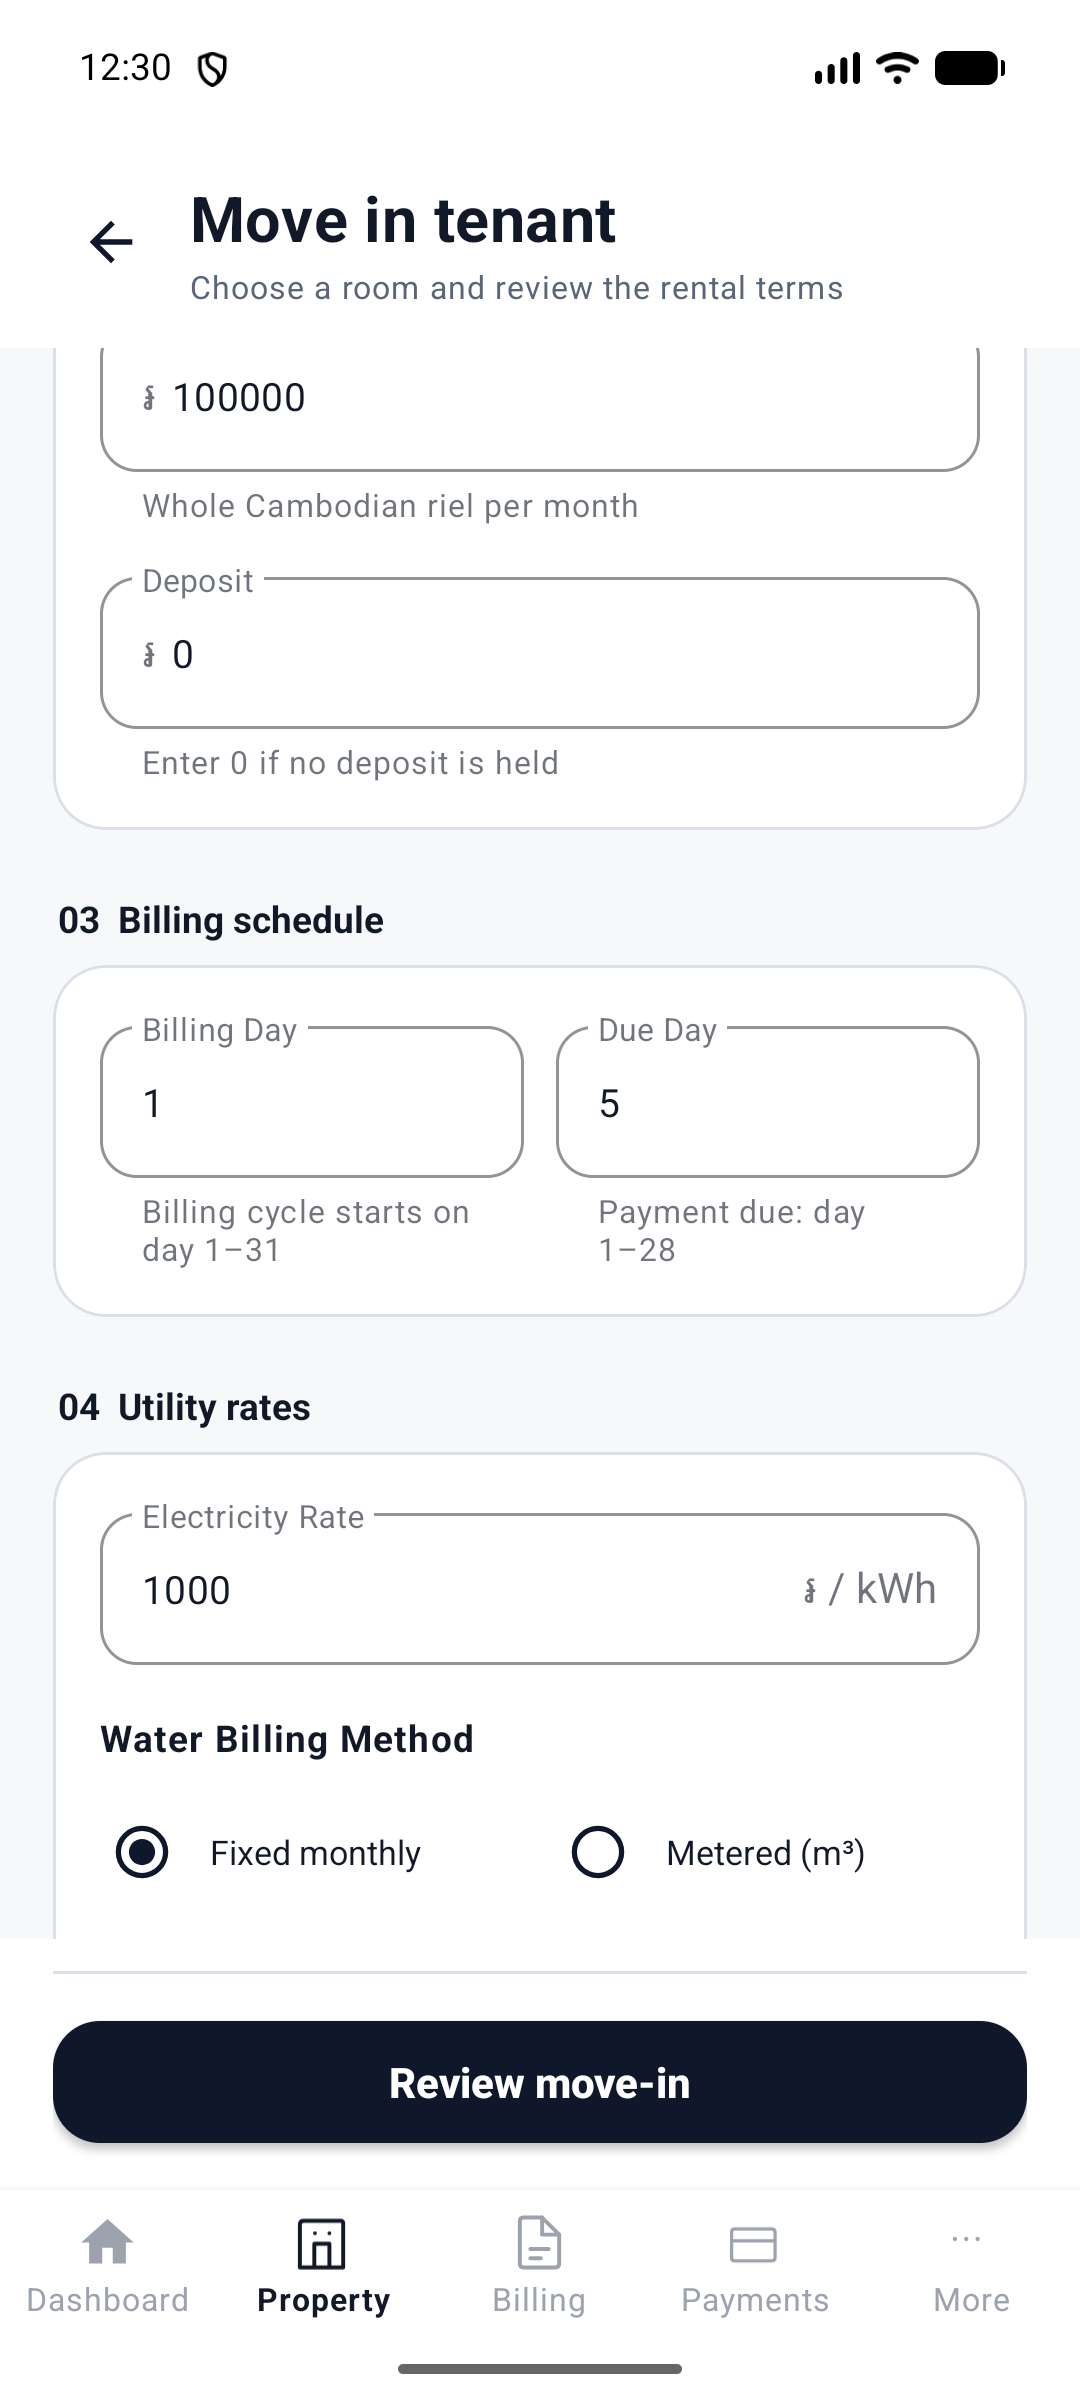 12:30
Move in tenant
Choose a room and review the rental terms
៛ 100000
Whole Cambodian riel per month
Deposit
៛ 0
Enter 0 if no deposit is held
03 Billing schedule
Billing Day
1
Due Day
5
Billing cycle starts on
day 1–31
Payment due: day
1–28
04 Utility rates
Electricity Rate
1000 ៛ / kWh
Water Billing Method
Fixed monthly
Metered (m³)
Review move-in
Dashboard
Property
Billing
Payments
More